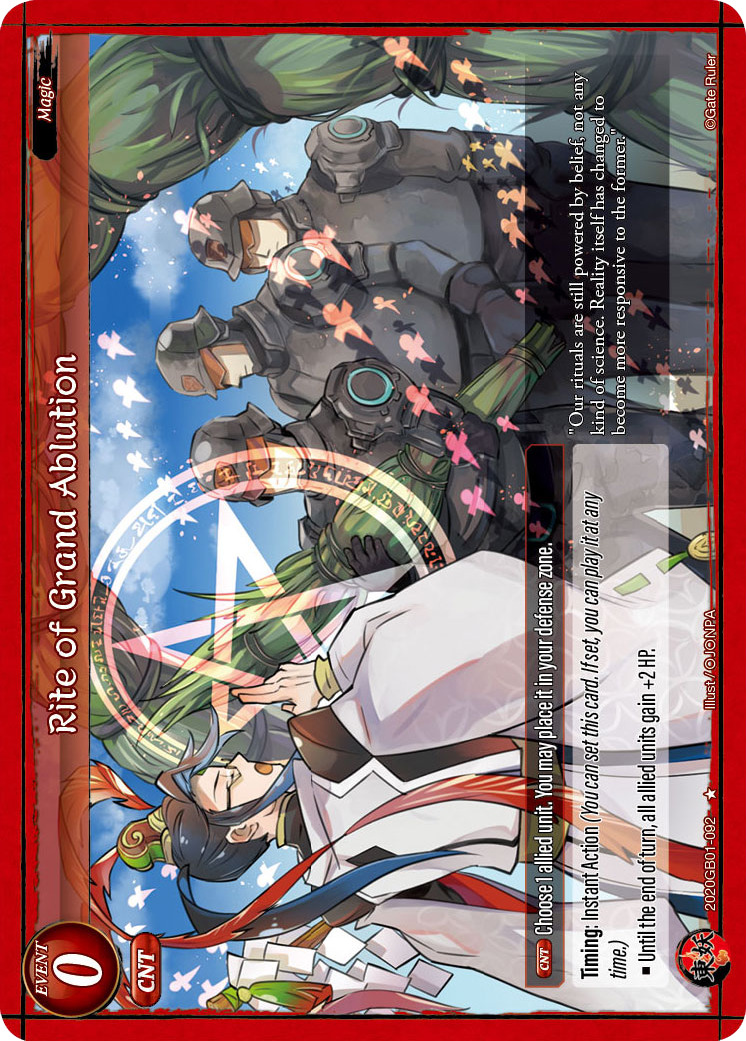 EVENT
0
Rite of Grand Ablution
Magic
CNT
"Our rituals are still powered by belief, not any
kind of science. Reality itself has changed to
become more responsive to the former."
CNT Choose 1 allied unit. You may place it in your defense zone.
Timing: Instant Action (You can set this card. If set, you can play it at any
time.)
■ Until the end of turn, all allied units gain +2 HP.
東妖
2020GB01-092 ★
Illust/OJONPA
©Gate Ruler